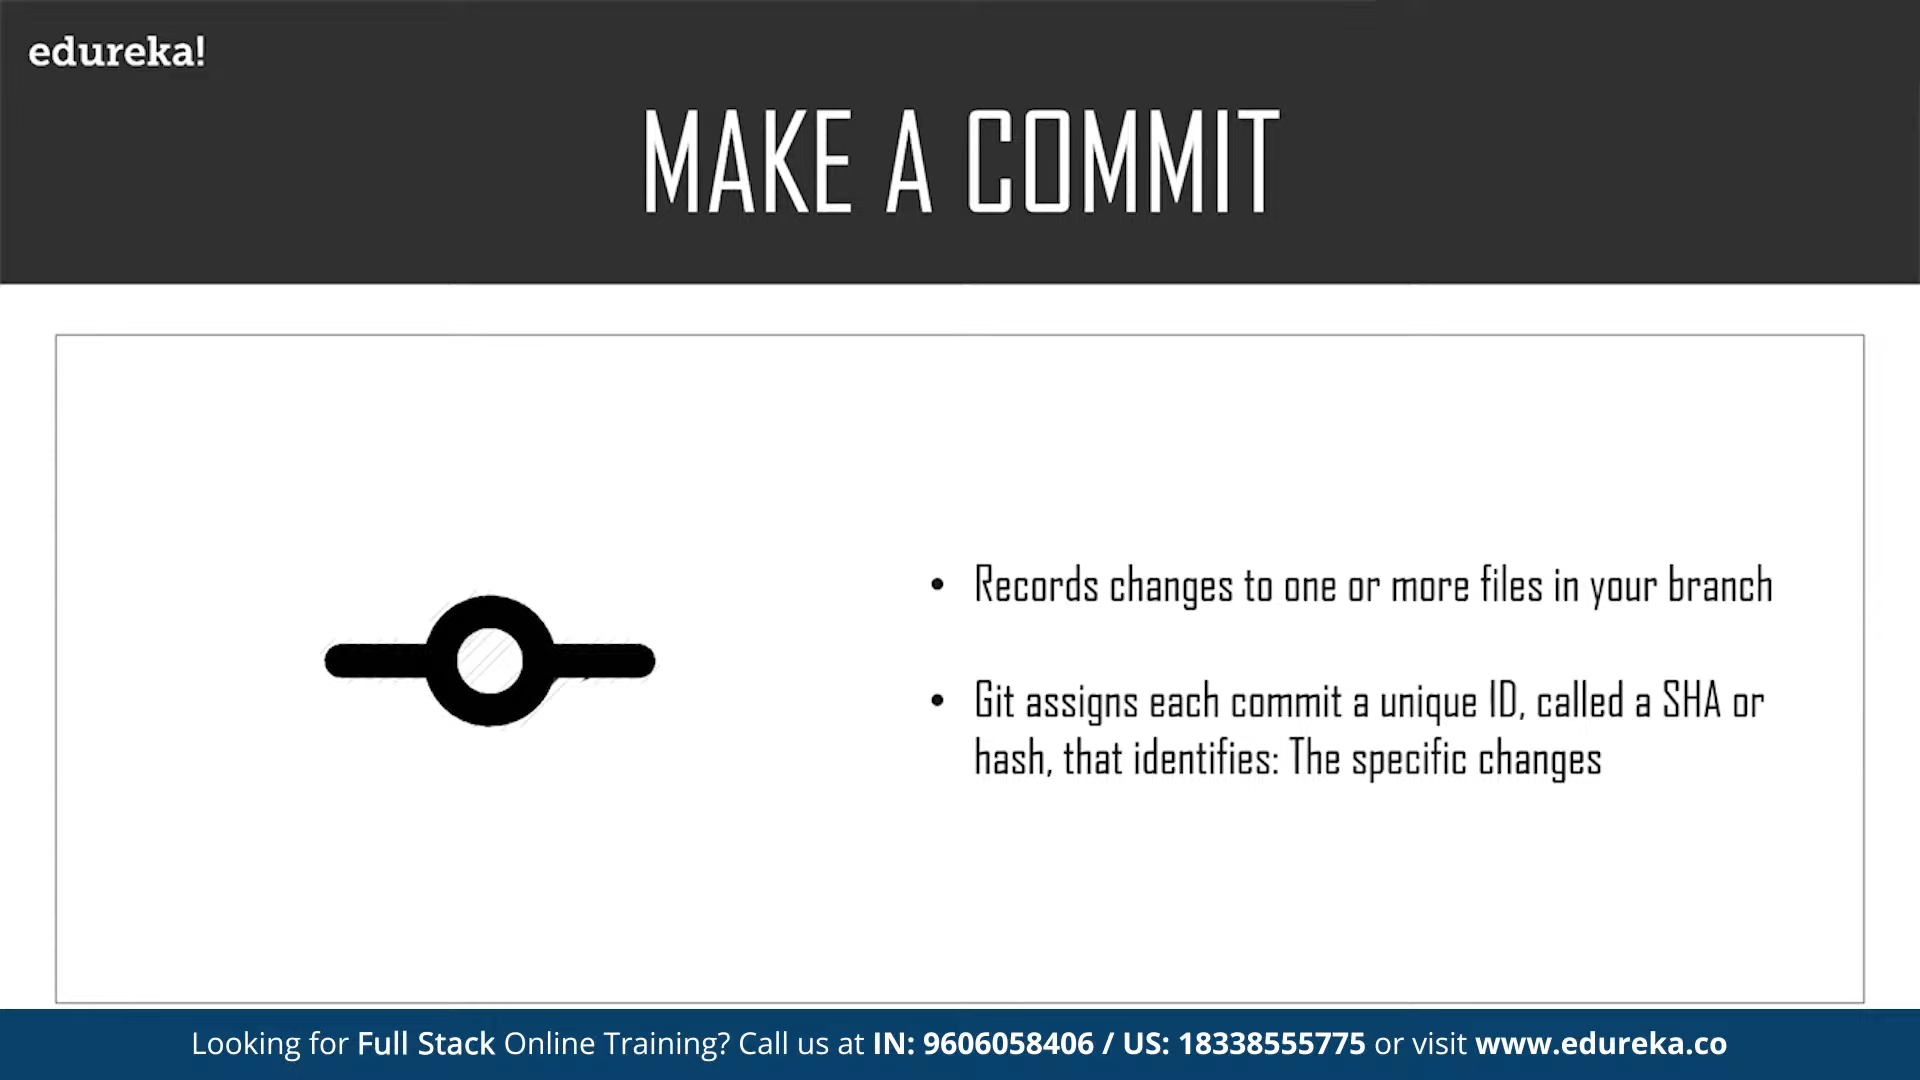 edureka!
MAKE A COMMIT
• Records changes to one or more files in your branch
• Git assigns each commit a unique ID, called a SHA or
hash, that identifies: The specific changes
Looking for Full Stack Online Training? Call us at IN: 9606058406 / US: 18338555775 or visit www.edureka.co